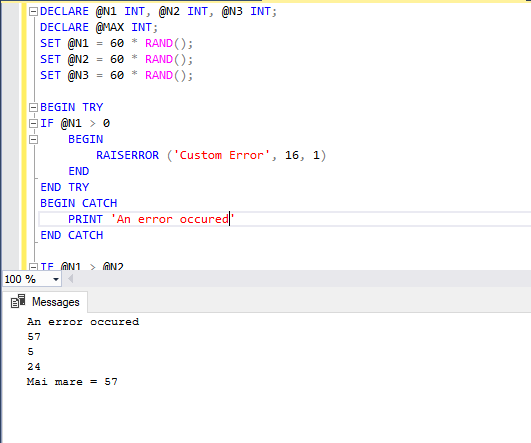 DECLARE @N1 INT, @N2 INT, @N3 INT;
DECLARE @MAX INT;
SET @N1 = 60 * RAND();
SET @N2 = 60 * RAND();
SET @N3 = 60 * RAND();
BEGIN TRY
IF @N1 > 0
BEGIN
RAISERROR ('Custom Error', 16, 1)
END
END TRY
BEGIN CATCH
PRINT 'An error occured'
END CATCH
IF @N1 > @N2
100 %
Messages
An error occured
57
5
24
Mai mare = 57